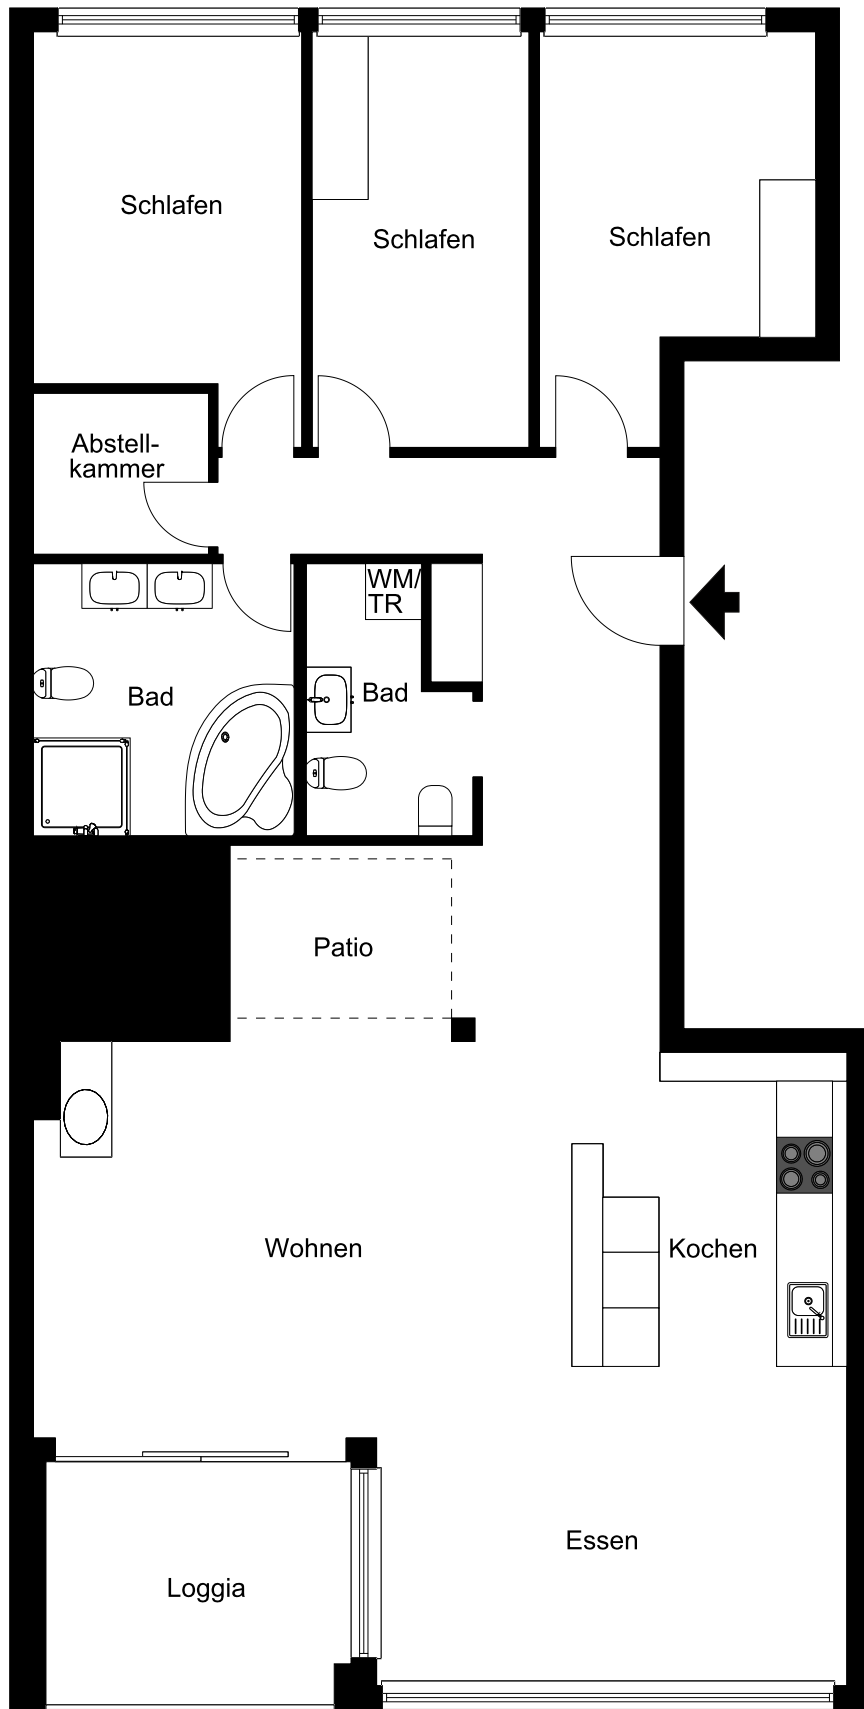 Schlafen
Schlafen
Schlafen
Abstell-
kammer
WM/
TR
Bad
Bad
Patio
Wohnen
Kochen
Essen
Loggia